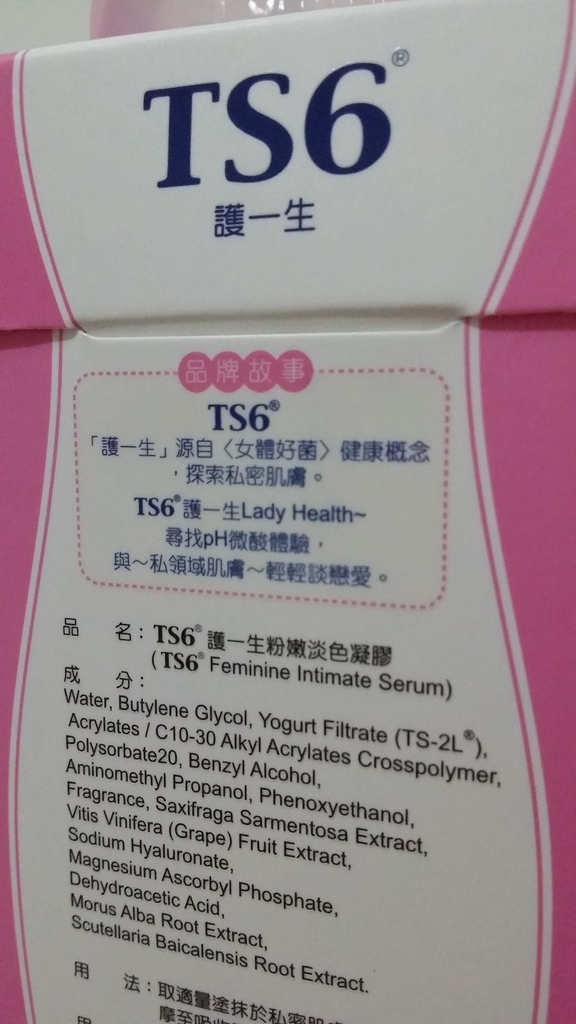 TS6®
護一生
品牌故事
TS6®
「護一生」源自〈女體好菌〉健康概念
,探索私密肌膚。
TS6®護一生Lady Health~
尋找pH微酸體驗,
與~私領域肌膚~輕輕談戀愛。
品 名:TS6®護一生粉嫩淡色凝膠
(TS6® Feminine Intimate Serum)
成 分:
Water, Butylene Glycol, Yogurt Filtrate (TS-2L®),
Acrylates / C10-30 Alkyl Acrylates Crosspolymer,
Polysorbate20, Benzyl Alcohol,
Aminomethyl Propanol, Phenoxyethanol,
Fragrance, Saxifraga Sarmentosa Extract,
Vitis Vinifera (Grape) Fruit Extract,
Sodium Hyaluronate,
Magnesium Ascorbyl Phosphate,
Dehydroacetic Acid,
Morus Alba Root Extract,
Scutellaria Baicalensis Root Extract.
用 法:取適量塗抹於私密肌
摩至吸收